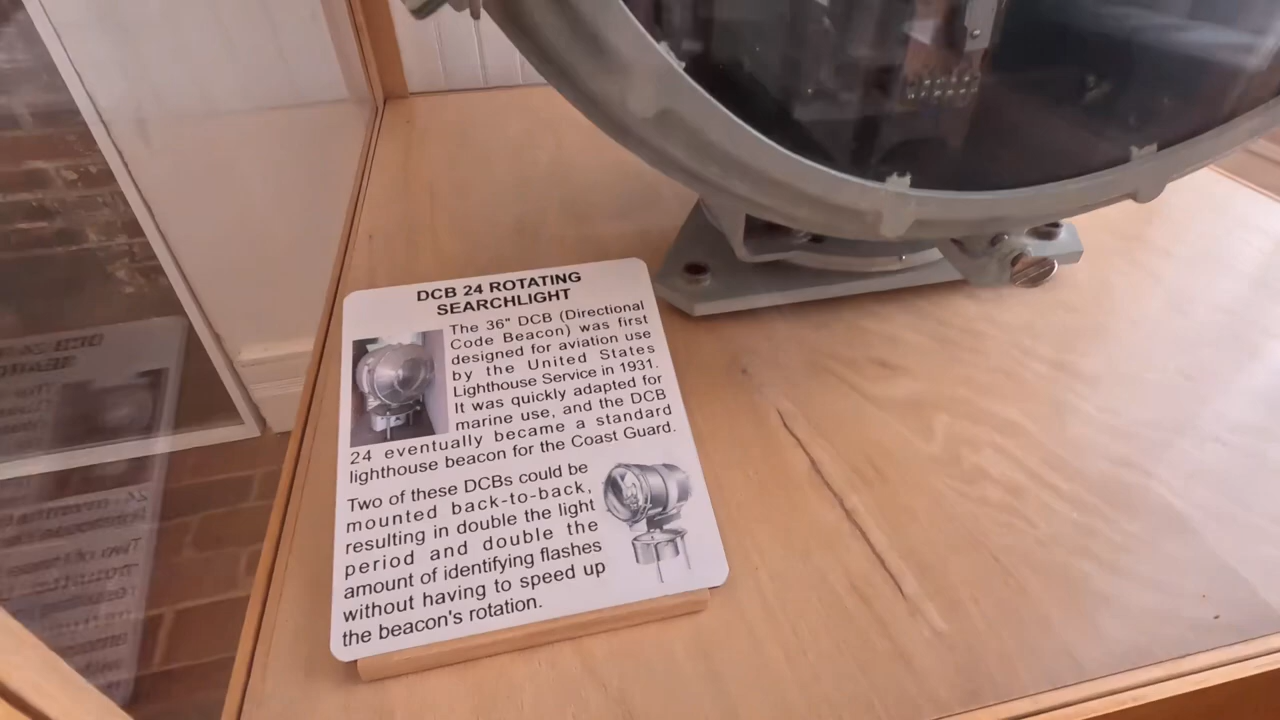 DCB 24 ROTATING
SEARCHLIGHT
The 36" DCB (Directional
Code Beacon) was first
designed for aviation use
by the United States
Lighthouse Service in 1931.
It was quickly adapted for
marine use, and the DCB
24 eventually became a standard
lighthouse beacon for the Coast Guard.
Two of these DCBs could be
mounted back-to-back,
resulting in double the light
period and double the
amount of identifying flashes
without having to speed up
the beacon's rotation.